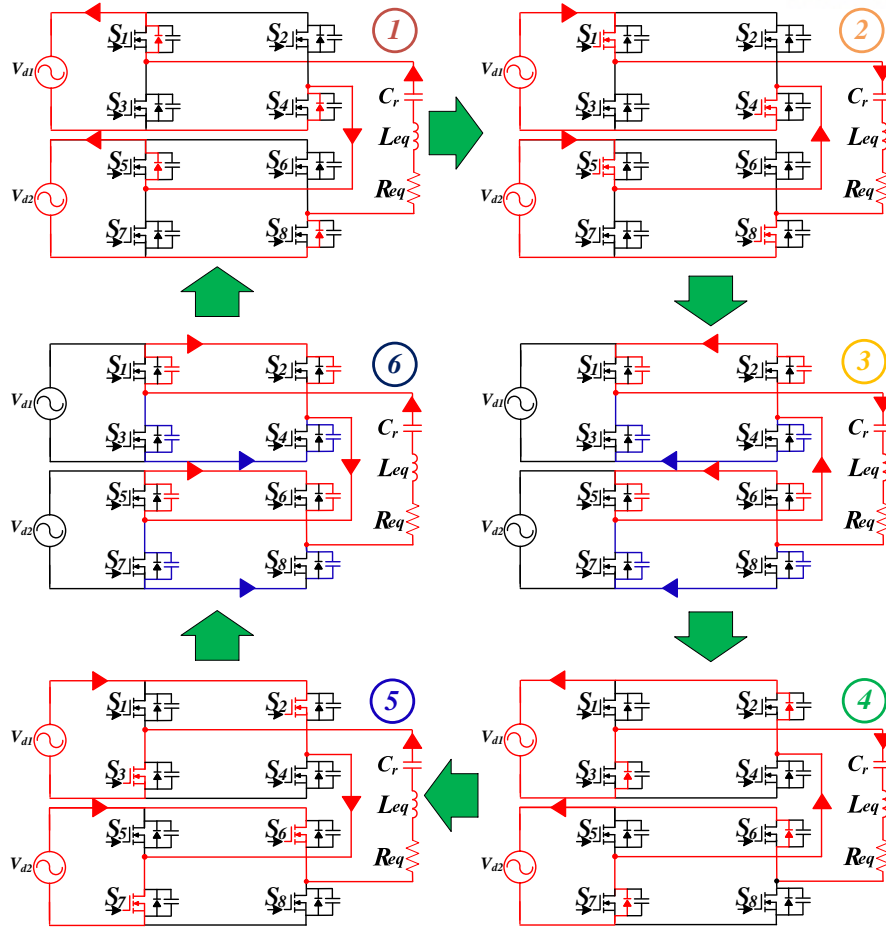 1
S1
S2
Vd1
S3
S4
Cr
Leq
S5
S6
Vd2
Req
S7
S8
2
S1
S2
Vd1
S3
S4
Cr
Leq
S5
S6
Vd2
Req
S7
S8
6
S1
S2
Vd1
S3
S4
Cr
Leq
S5
S6
Vd2
Req
S7
S8
3
S1
S2
Vd1
S3
S4
Cr
Leq
S5
S6
Vd2
Req
S7
S8
5
S1
S2
Vd1
S3
S4
Cr
Leq
S5
S6
Vd2
Req
S7
S8
4
S1
S2
Vd1
S3
S4
Cr
Leq
S5
S6
Vd2
Req
S7
S8